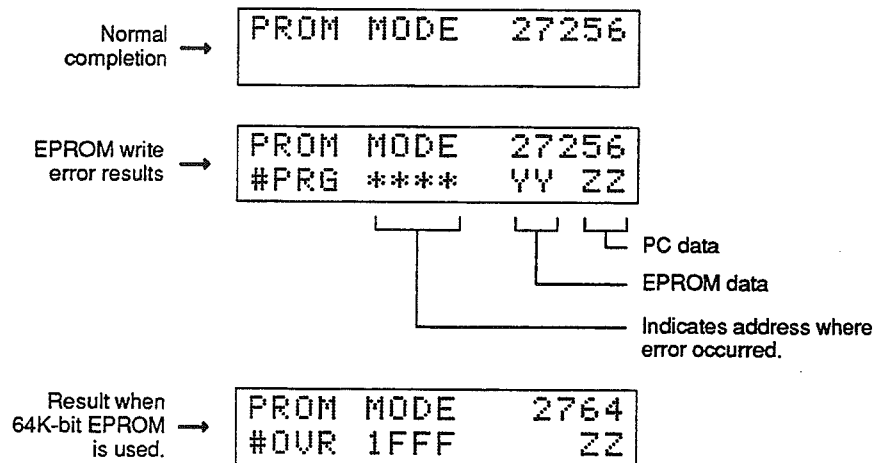 Normal
completion →
PROM MODE 27256
EPROM write
error results →
PROM MODE 27256
#PRG **** YY ZZ
PC data
EPROM data
Indicates address where
error occurred.
Result when
64K-bit EPROM →
is used.
PROM MODE 2764
#OVR 1FFF ZZ